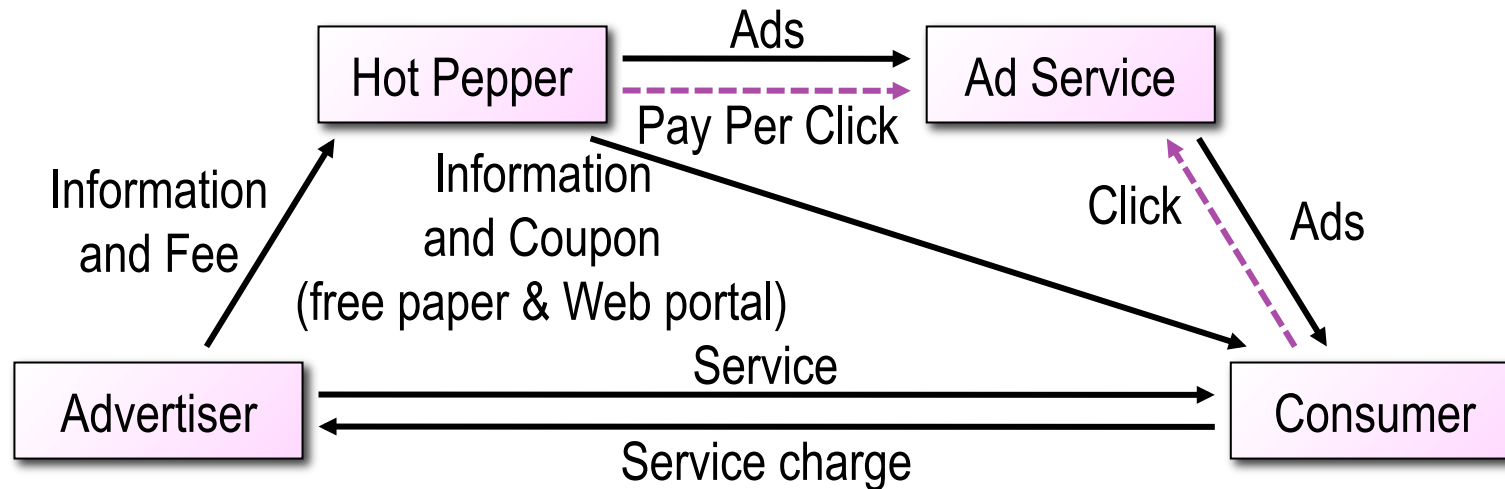 Ads
Hot Pepper
Ad Service
Pay Per Click
Information
and Fee
Information
and Coupon
(free paper & Web portal)
Click
Ads
Service
Advertiser
Consumer
Service charge